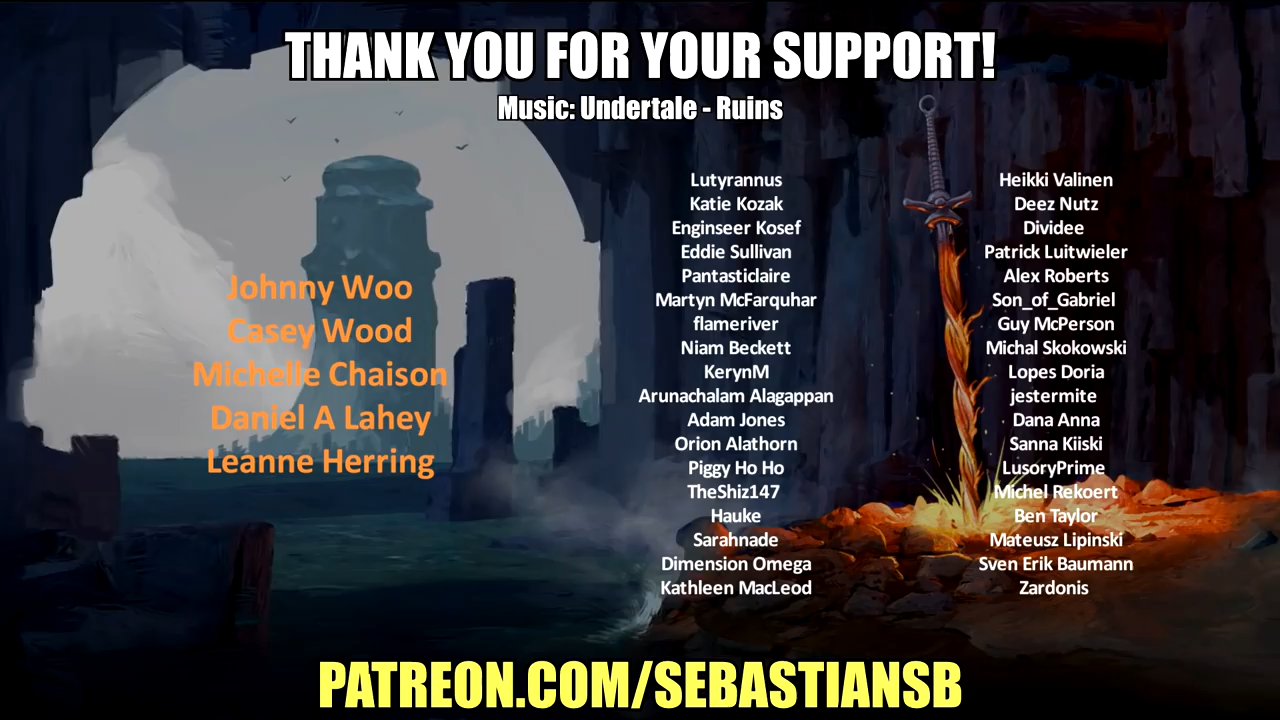 THANK YOU FOR YOUR SUPPORT!
Music: Undertale - Ruins
Johnny Woo
Casey Wood
Michelle Chaison
Daniel A Lahey
Leanne Herring
Lutyrannus
Katie Kozak
Enginseer Kosef
Eddie Sullivan
Pantasticlaire
Martyn McFarquhar
flameriver
Niam Beckett
KerynM
Arunachalam Alagappan
Adam Jones
Orion Alathorn
Piggy Ho Ho
TheShiz147
Hauke
Sarahnade
Dimension Omega
Kathleen MacLeod
Heikki Valinen
Deez Nutz
Dividee
Patrick Luitwieler
Alex Roberts
Son_of_Gabriel
Guy McPerson
Michal Skokowski
Lopes Doria
jestermite
Dana Anna
Sanna Kiiski
LusoryPrime
Michel Rekoert
Ben Taylor
Mateusz Lipinski
Sven Erik Baumann
Zardonis
PATREON.COM/SEBASTIANSB